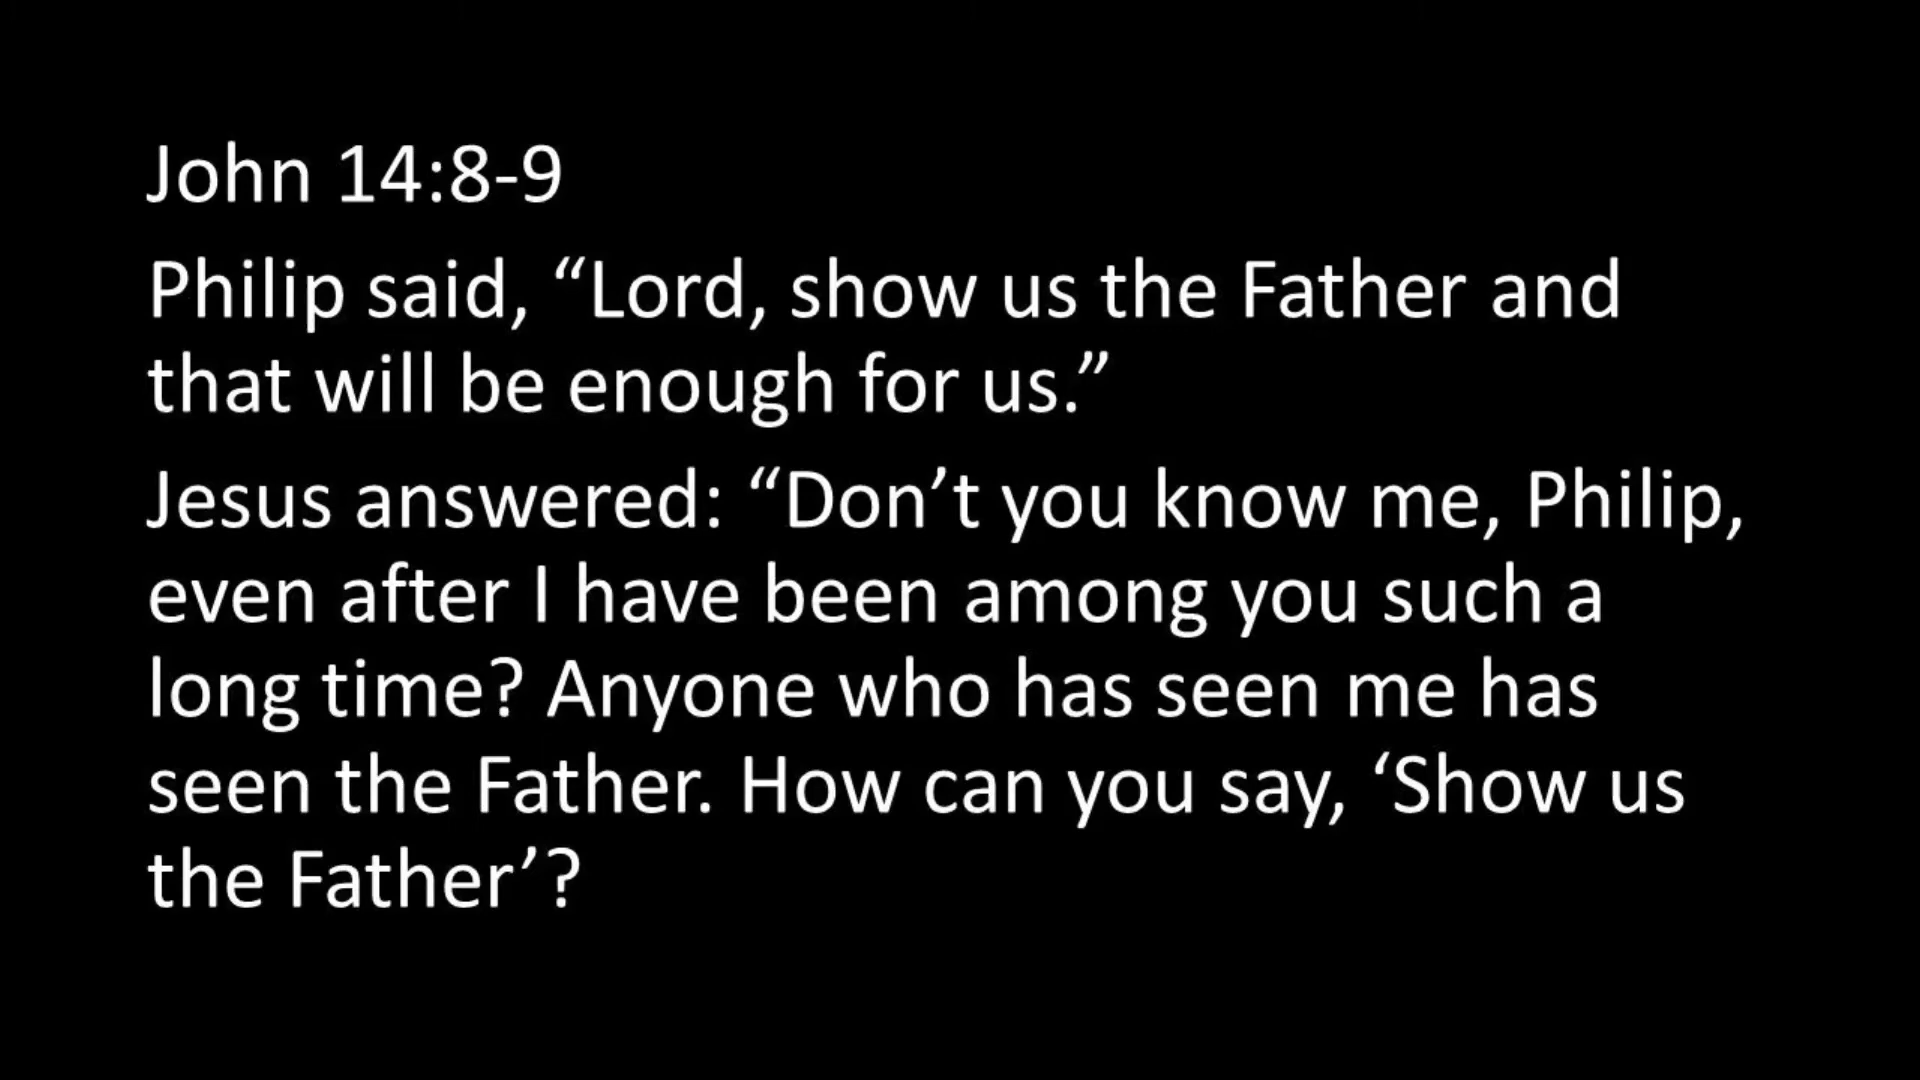 John 14:8-9
Philip said, “Lord, show us the Father and
that will be enough for us.”
Jesus answered: “Don’t you know me, Philip,
even after I have been among you such a
long time? Anyone who has seen me has
seen the Father. How can you say, ‘Show us
the Father’?